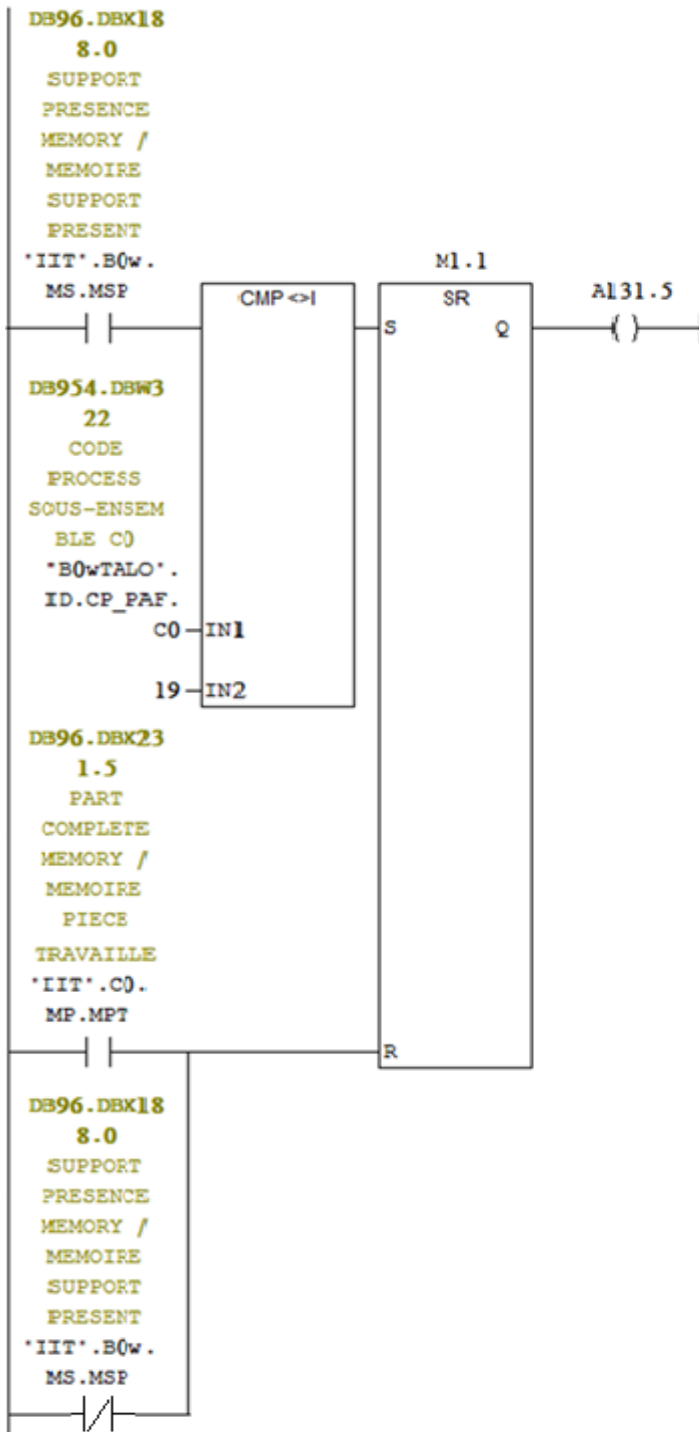 DB96.DBX18
8.0
SUPPORT
PRESENCE
MEMORY /
MEMOIRE
SUPPORT
PRESENT
"IIT".B0w.
MS.MSP
CMP <>I
M1.1
SR
S
Q
A131.5
DB954.DBW3
22
CODE
PROCESS
SOUS-ENSEM
BLE C0
"B0wTALO".
ID.CP_PAF.
C0
IN1
19
IN2
DB96.DBX23
1.5
PART
COMPLETE
MEMORY /
MEMOIRE
PIECE
TRAVAILLE
"IIT".C0.
MP.MPT
R
DB96.DBX18
8.0
SUPPORT
PRESENCE
MEMORY /
MEMOIRE
SUPPORT
PRESENT
"IIT".B0w.
MS.MSP